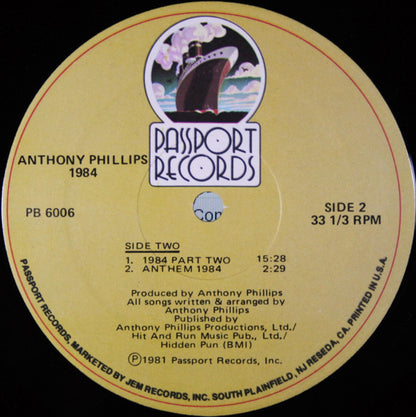 PASSPORT
RECORDS
ANTHONY PHILLIPS
1984
PB 6006
SIDE 2
33 1/3 RPM
Con
SIDE TWO
1. 1984 PART TWO 15:28
2. ANTHEM 1984 2:29
Produced by Anthony Phillips
All songs written & arranged by
Anthony Phillips
Published by
Anthony Phillips Productions, Ltd./
Hit And Run Music Pub., Ltd./
Hidden Pun (BMI)
Ⓟ1981 Passport Records, Inc.
PASSPORT RECORDS, MARKETED BY JEM RECORDS, INC. SOUTH PLAINFIELD, NJ RESEDA, CA. PRINTED IN U.S.A.